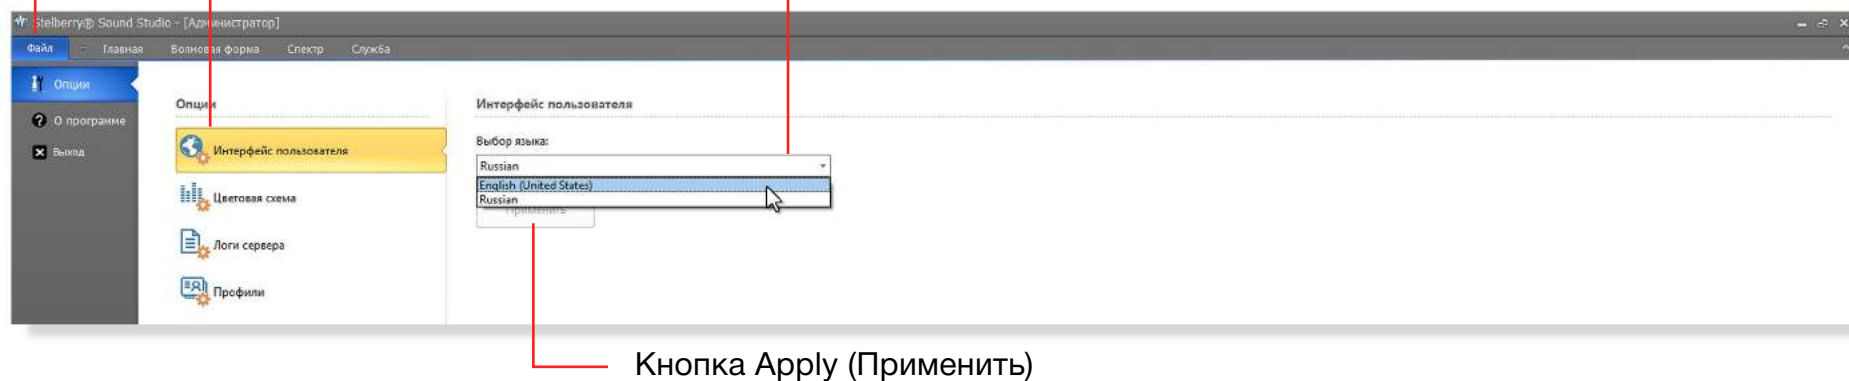 Stelberry® Sound Studio - [Администратор]
Файл Главная Волновая форма Спектр Служба
Опции
О программе
Выход
Опции
Интерфейс пользователя
Цветовая схема
Логи сервера
Профили
Интерфейс пользователя
Выбор языка:
Russian
English (United States)
Russian
Применить
Кнопка Apply (Применить)